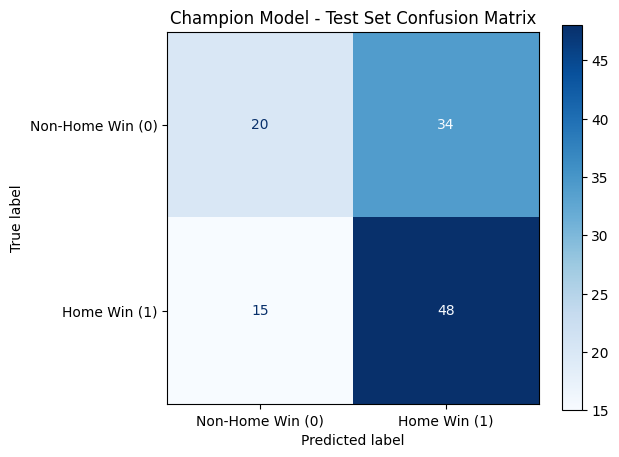 Champion Model - Test Set Confusion Matrix
Non-Home Win (0)
Home Win (1)
True label
20
34
15
48
Non-Home Win (0)
Home Win (1)
Predicted label
45
40
35
30
25
20
15